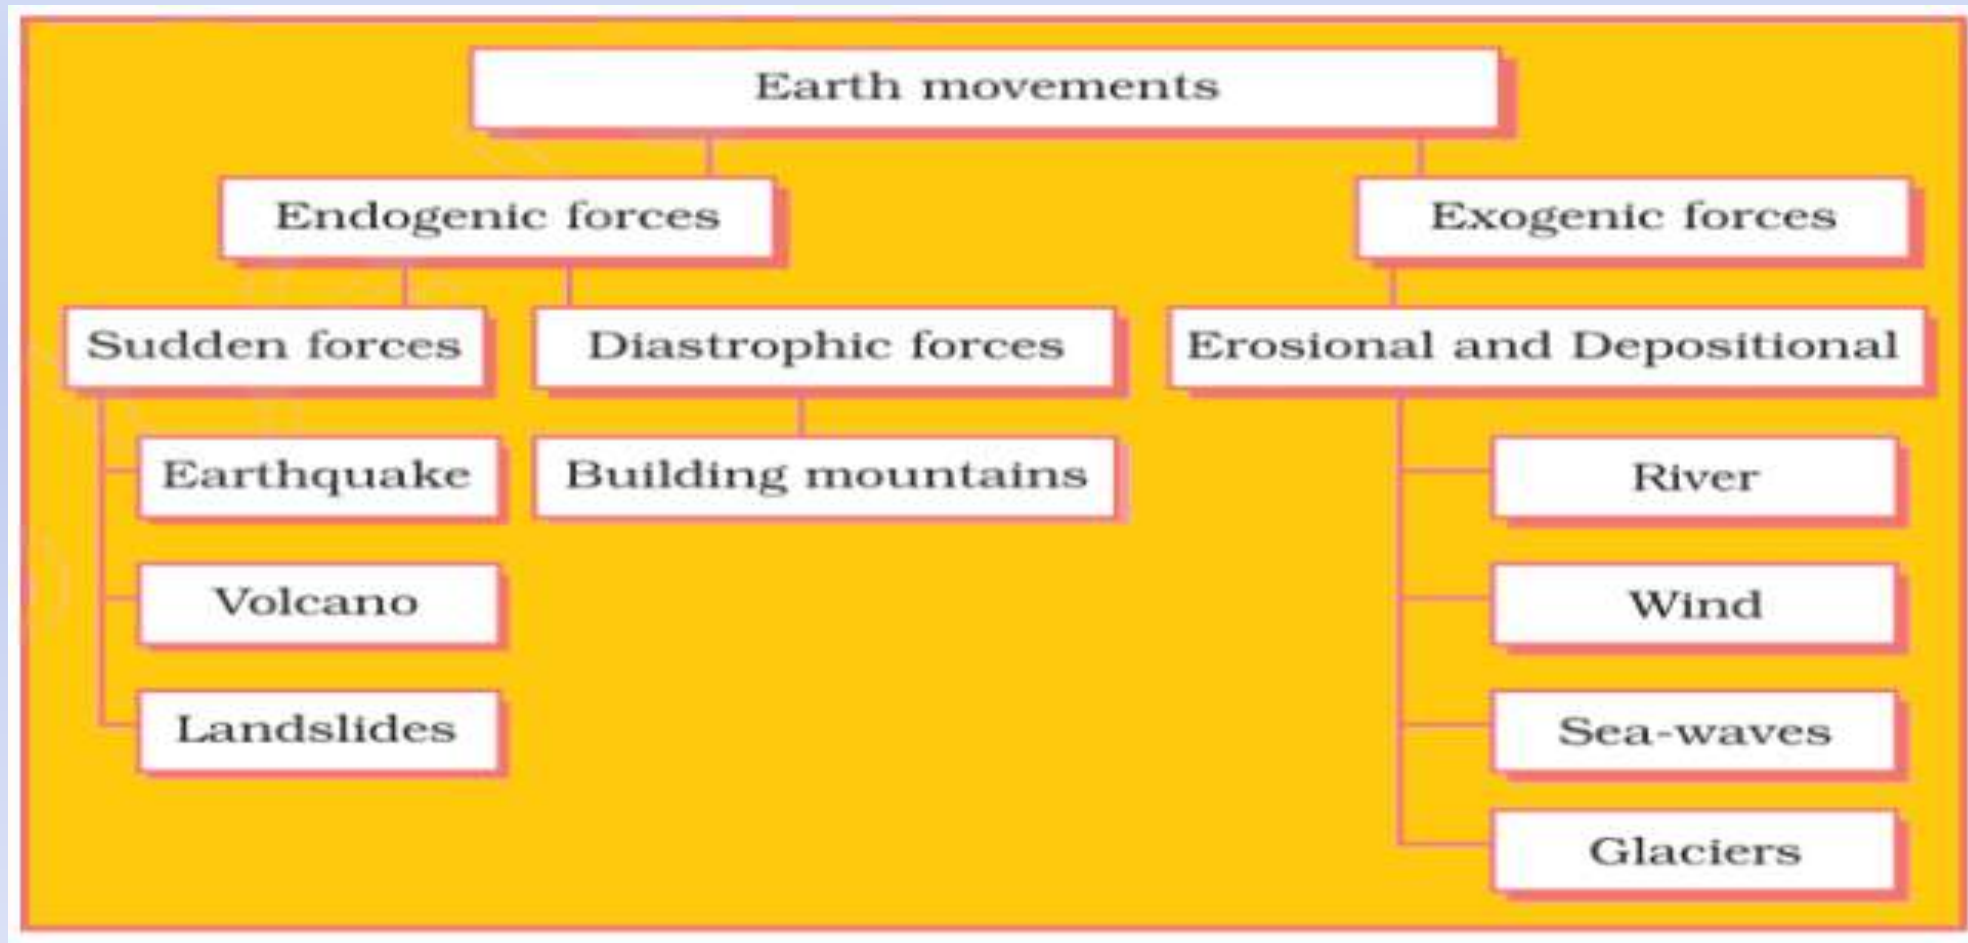 Earth movements
Endogenic forces
Exogenic forces
Sudden forces
Diastrophic forces
Erosional and Depositional
Earthquake
Building mountains
River
Volcano
Wind
Landslides
Sea-waves
Glaciers